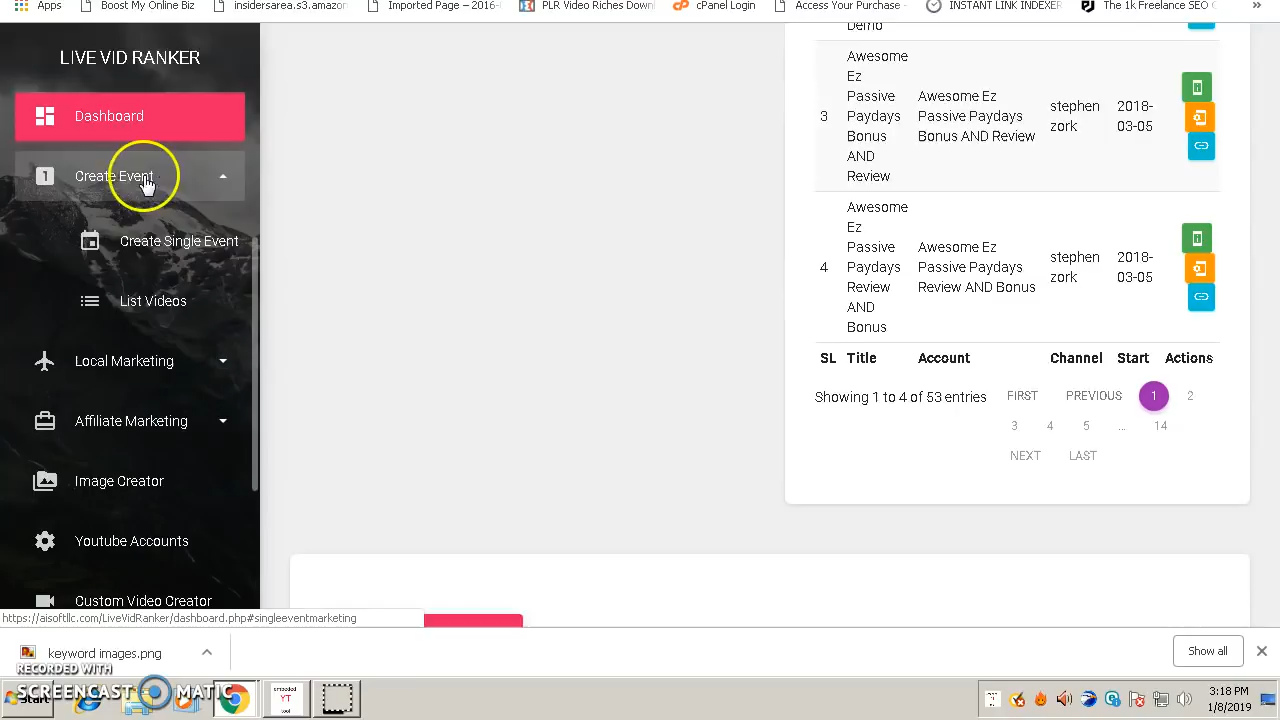 Apps
Boost My Online Biz
insidersarea.s3.amazon
Imported Page – 2016-
PLR Video Riches Down
cPanel Login
Access Your Purchase
INSTANT LINK INDEXER
The 1k Freelance SEO
»
LIVE VID RANKER
Dashboard
1 Create Event
Create Single Event
List Videos
Local Marketing
Affiliate Marketing
Image Creator
Youtube Accounts
Custom Video Creator
https://aisoftllc.com/LiveVidRanker/dashboard.php#singleeventmarketing
Demo
3
Awesome
Ez
Passive
Paydays
Bonus
AND
Review
Awesome Ez
Passive Paydays
Bonus AND Review
stephen
zork
2018-
03-05
4
Awesome
Ez
Passive
Paydays
Review
AND
Bonus
Awesome Ez
Passive Paydays
Review AND Bonus
stephen
zork
2018-
03-05
SL Title Account Channel Start Actions
Showing 1 to 4 of 53 entries
FIRST PREVIOUS 1 2
3 4 5 ... 14
NEXT LAST
keyword images.png
Show all
RECORDED WITH
SCREENCAST MATIC
Start
embeded
YT
tool
3:18 PM
1/8/2019